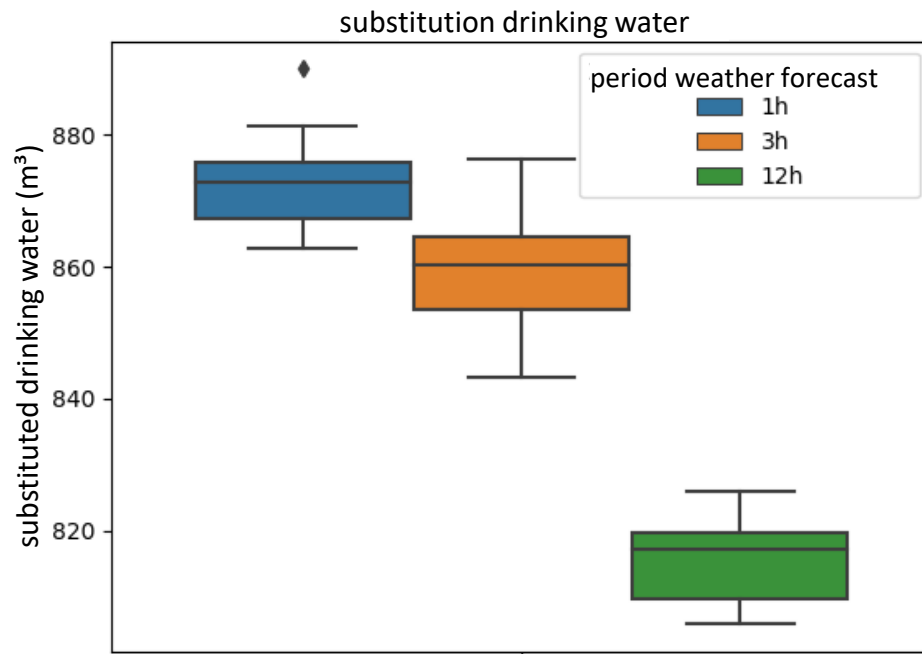 substitution drinking water
period weather forecast
1h
3h
12h
substituted drinking water (m³)
880
860
840
820